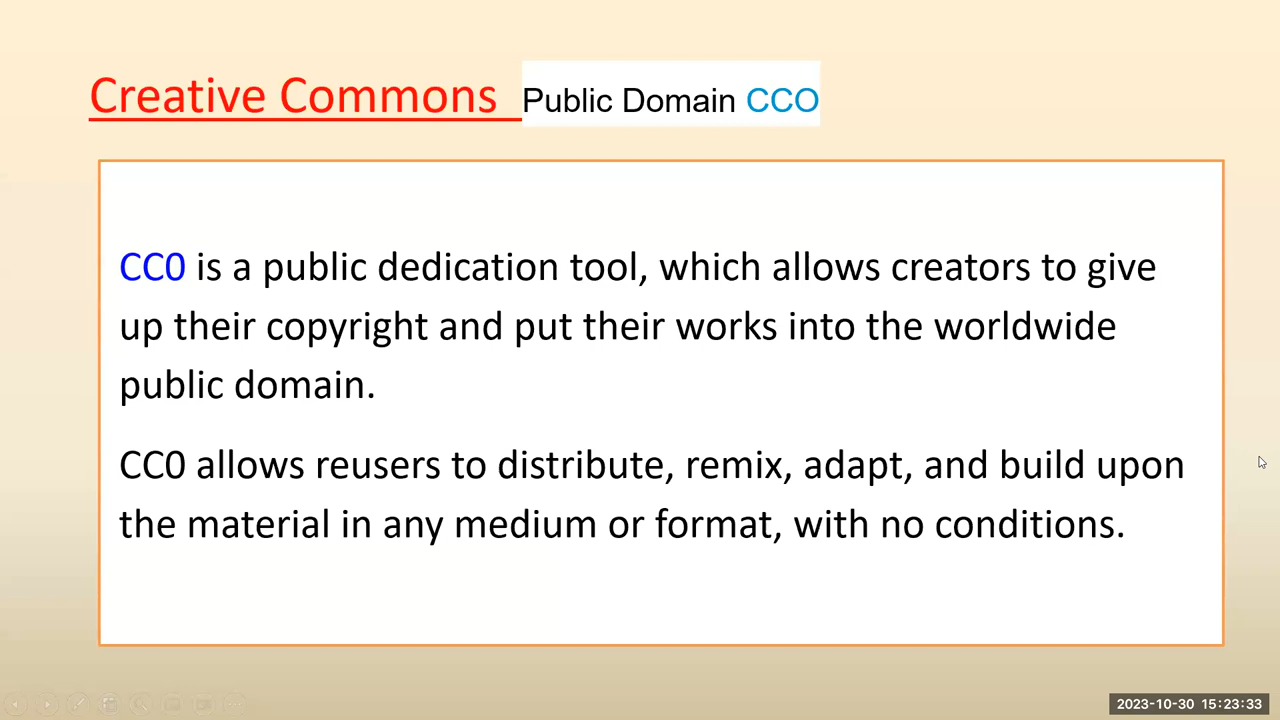 Creative Commons Public Domain CCO
CC0 is a public dedication tool, which allows creators to give
up their copyright and put their works into the worldwide
public domain.
CC0 allows reusers to distribute, remix, adapt, and build upon
the material in any medium or format, with no conditions.
2023-10-30 15:23:33